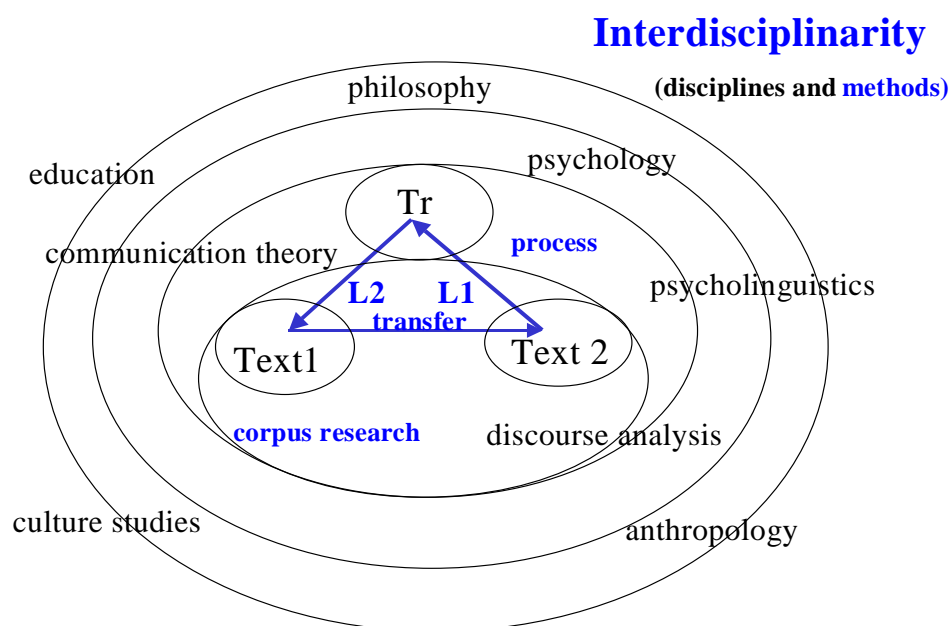 Interdisciplinarity
(disciplines and methods)
philosophy
psychology
education
Tr
process
communication theory
psycholinguistics
L2 L1
transfer
Text1
Text 2
corpus research
discourse analysis
culture studies
anthropology